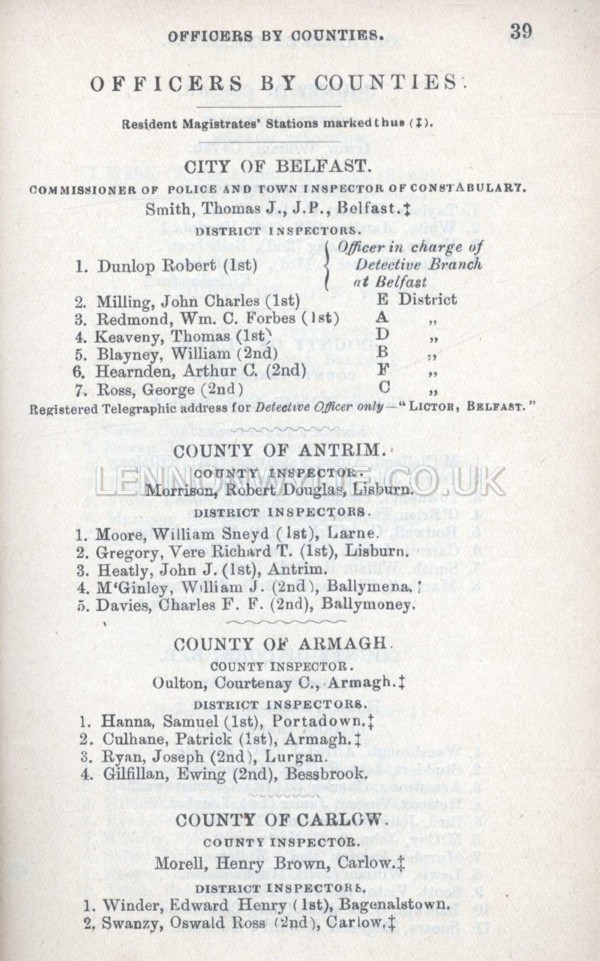 OFFICERS BY COUNTIES. 39
OFFICERS BY COUNTIES.
Resident Magistrates' Stations marked thus (‡).
CITY OF BELFAST.
COMMISSIONER OF POLICE AND TOWN INSPECTOR OF CONSTABULARY.
Smith, Thomas J., J.P., Belfast.‡
DISTRICT INSPECTORS.
1. Dunlop Robert (1st) { Officer in charge of
Detective Branch
at Belfast
2. Milling, John Charles (1st) E District
3. Redmond, Wm. C. Forbes (1st) A „
4. Keaveny, Thomas (1st) D „
5. Blayney, William (2nd) B „
6. Hearnden, Arthur C. (2nd) F „
7. Ross, George (2nd) C „
Registered Telegraphic address for Detective Officer only—"LICTOR, BELFAST."
COUNTY OF ANTRIM.
COUNTY INSPECTOR.
LENNONWYLIE.CO.UK
Morrison, Robert Douglas, Lisburn.
DISTRICT INSPECTORS.
1. Moore, William Sneyd (1st), Larne.
2. Gregory, Vere Richard T. (1st), Lisburn.
3. Heatly, John J. (1st), Antrim.
4. M'Ginley, William J. (2nd), Ballymena.‡
5. Davies, Charles F. F. (2nd), Ballymoney.
COUNTY OF ARMAGH.
COUNTY INSPECTOR.
Oulton, Courtenay C., Armagh.‡
DISTRICT INSPECTORS.
1. Hanna, Samuel (1st), Portadown.‡
2. Culhane, Patrick (1st), Armagh.‡
3. Ryan, Joseph (2nd), Lurgan.
4. Gilfillan, Ewing (2nd), Bessbrook.
COUNTY OF CARLOW.
COUNTY INSPECTOR.
Morell, Henry Brown, Carlow.‡
DISTRICT INSPECTORS.
1. Winder, Edward Henry (1st), Bagenalstown.
2. Swanzy, Oswald Ross (2nd), Carlow.‡